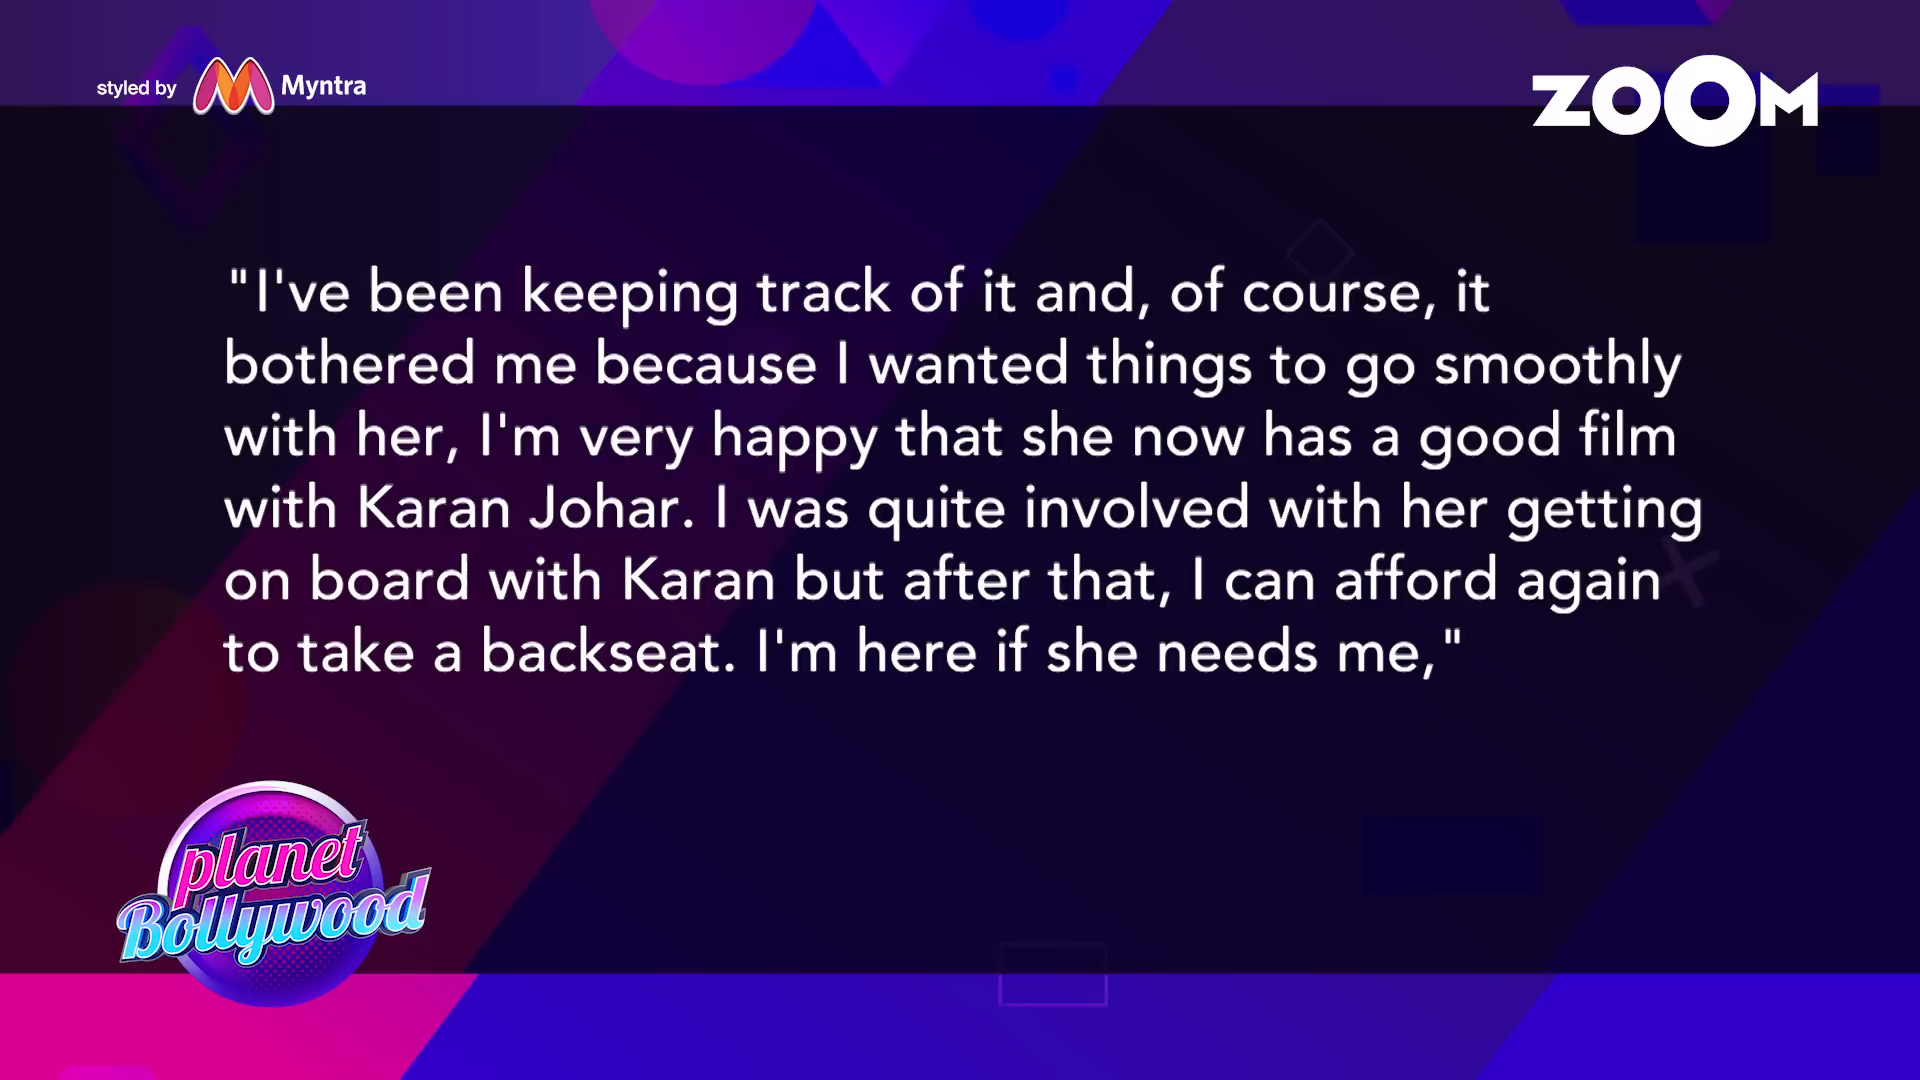 styled by Myntra
ZOOM
"I've been keeping track of it and, of course, it
bothered me because I wanted things to go smoothly
with her, I'm very happy that she now has a good film
with Karan Johar. I was quite involved with her getting
on board with Karan but after that, I can afford again
to take a backseat. I'm here if she needs me,"
planet
Bollywood